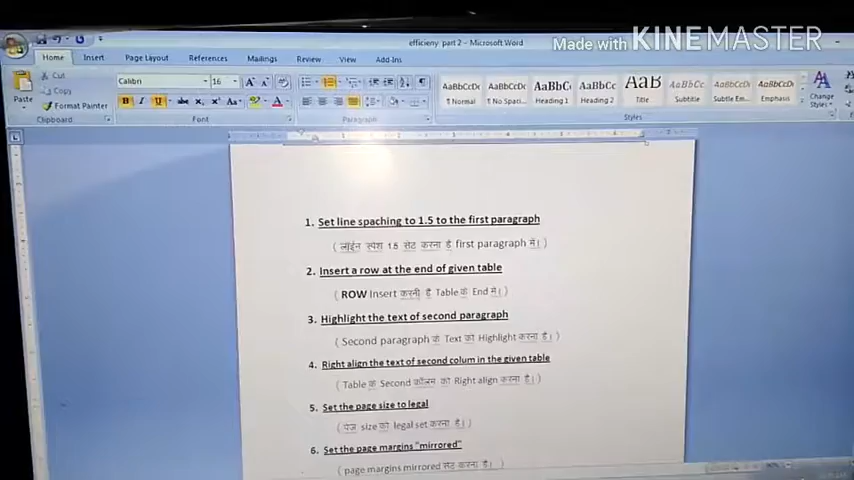 efficieny part 2 - Microsoft Word
Made with KINEMASTER
Home Insert Page Layout References Mailings Review View Add-Ins
Cut
Copy
Paste
Format Painter
Clipboard
Calibri 16
Font
Paragraph
AaBbCcDc AaBbCcDc AaBbCc AaBbCc AaB AaBbCc AaBbCcDc AaBbCcDc
¶ Normal ¶ No Spaci... Heading 1 Heading 2 Title Subtitle Subtle Em... Emphasis
Change Styles
Styles
1. Set line spaching to 1.5 to the first paragraph
( लाईन स्पेश 1.5 सेट करना है first paragraph में। )
2. Insert a row at the end of given table
( ROW Insert करनी है Table के End में। )
3. Highlight the text of second paragraph
( Second paragraph के Text को Highlight करना है। )
4. Right align the text of second colum in the given table
( Table के Second कॉलम को Right align करना है। )
5. Set the page size to legal
( पेज size को legal set करना है। )
6. Set the page margins "mirrored"
( page margins mirrored सेट करना है। )